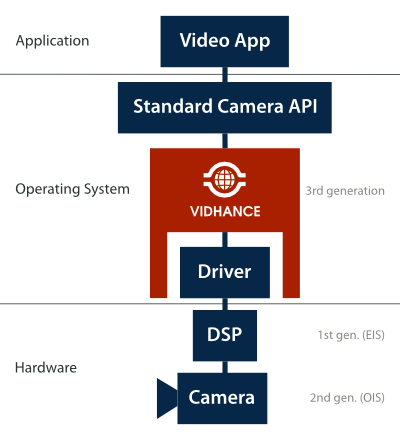 Application
Video App
Standard Camera API
Operating System
VIDHANCE
3rd generation
Driver
DSP
1st gen. (EIS)
Hardware
Camera
2nd gen. (OIS)